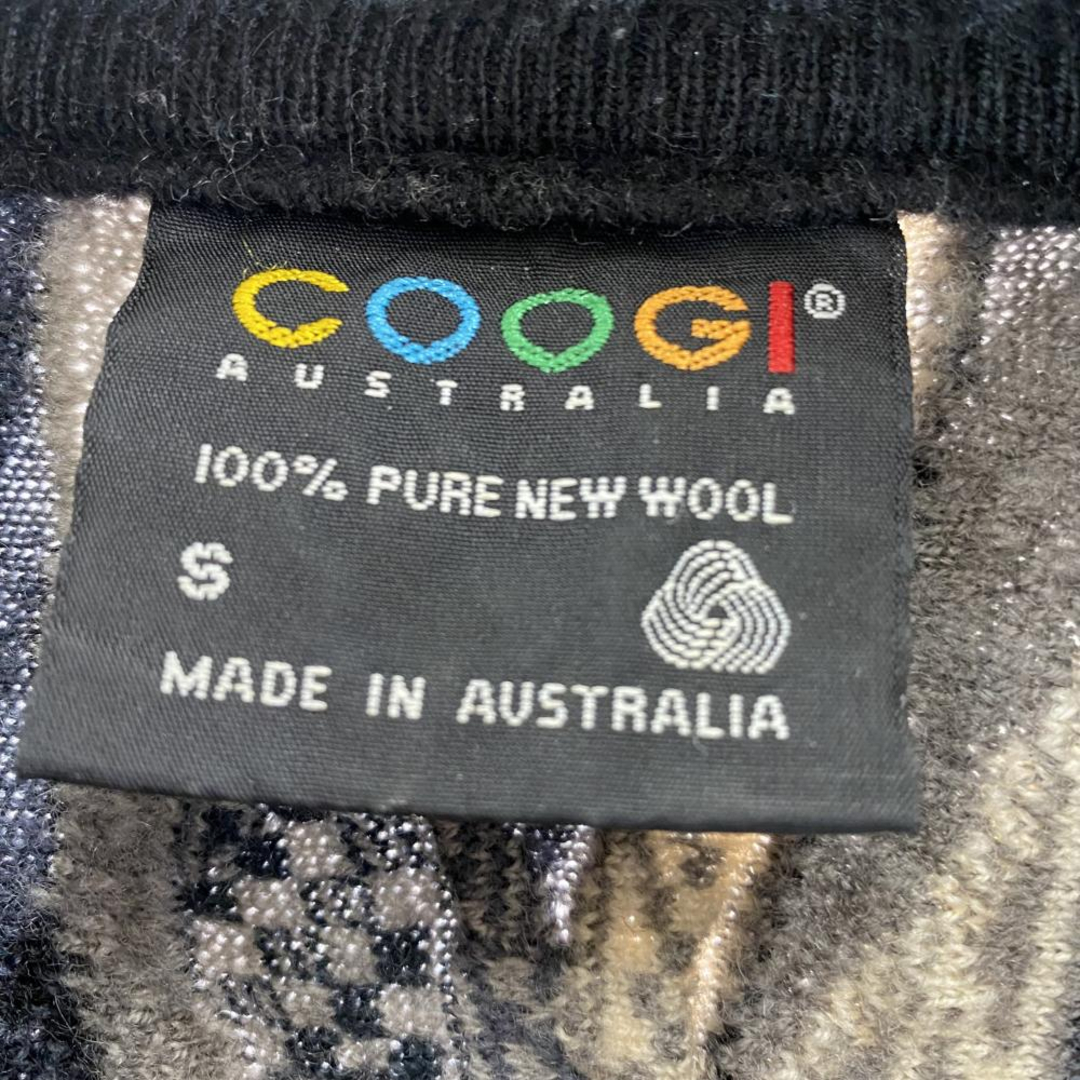 COOGI®
AUSTRALIA
100% PURE NEW WOOL
S
MADE IN AUSTRALIA